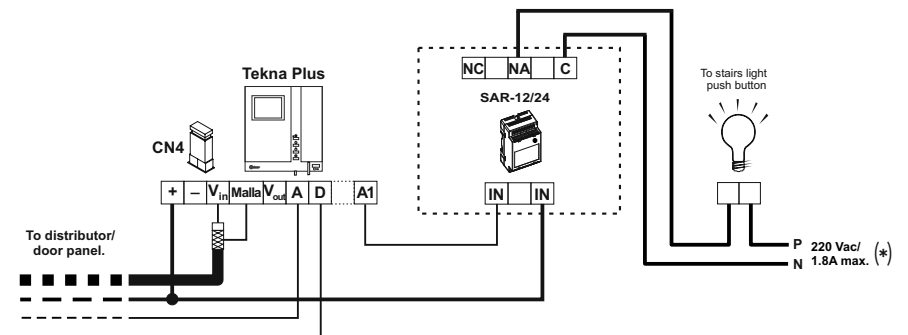 NC NA C
Tekna Plus
SAR-12/24
To stairs light
push button
CN4
+ – Vin Malla Vout A D A1
IN IN
To distributor/
door panel.
P 220 Vac/
N 1.8A max. (*)